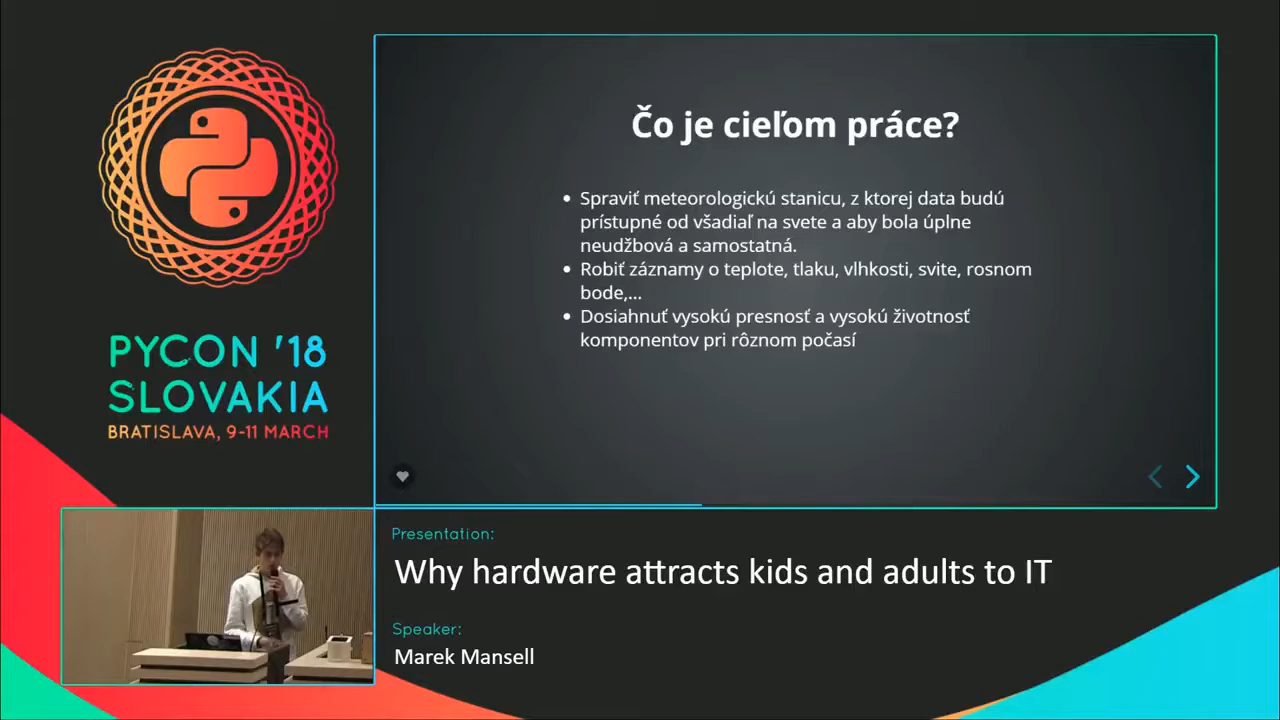 Čo je cieľom práce?
Spraviť meteorologickú stanicu, z ktorej data budú
prístupné od všadiaľ na svete a aby bola úplne
neudžbová a samostatná.
Robiť záznamy o teplote, tlaku, vlhkosti, svite, rosnom
bode,...
Dosiahnuť vysokú presnosť a vysokú životnosť
komponentov pri rôznom počasí
PYCON '18
SLOVAKIA
BRATISLAVA, 9-11 MARCH
Presentation:
Why hardware attracts kids and adults to IT
Speaker:
Marek Mansell